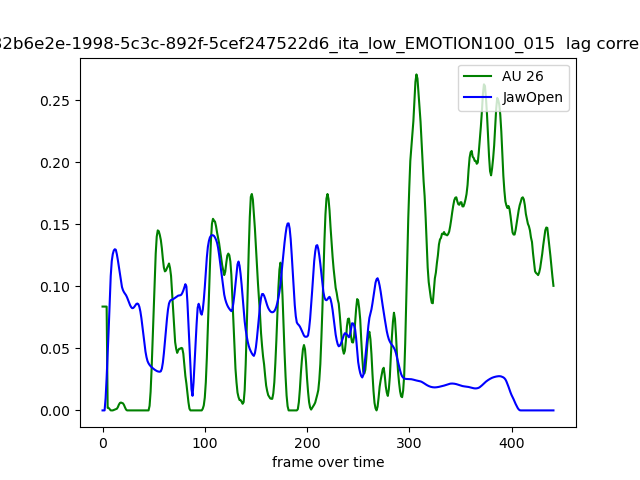 32b6e2e-1998-5c3c-892f-5cef247522d6_ita_low_EMOTION100_015 lag corre
AU 26
JawOpen
0.25
0.20
0.15
0.10
0.05
0.00
0 100 200 300 400
frame over time